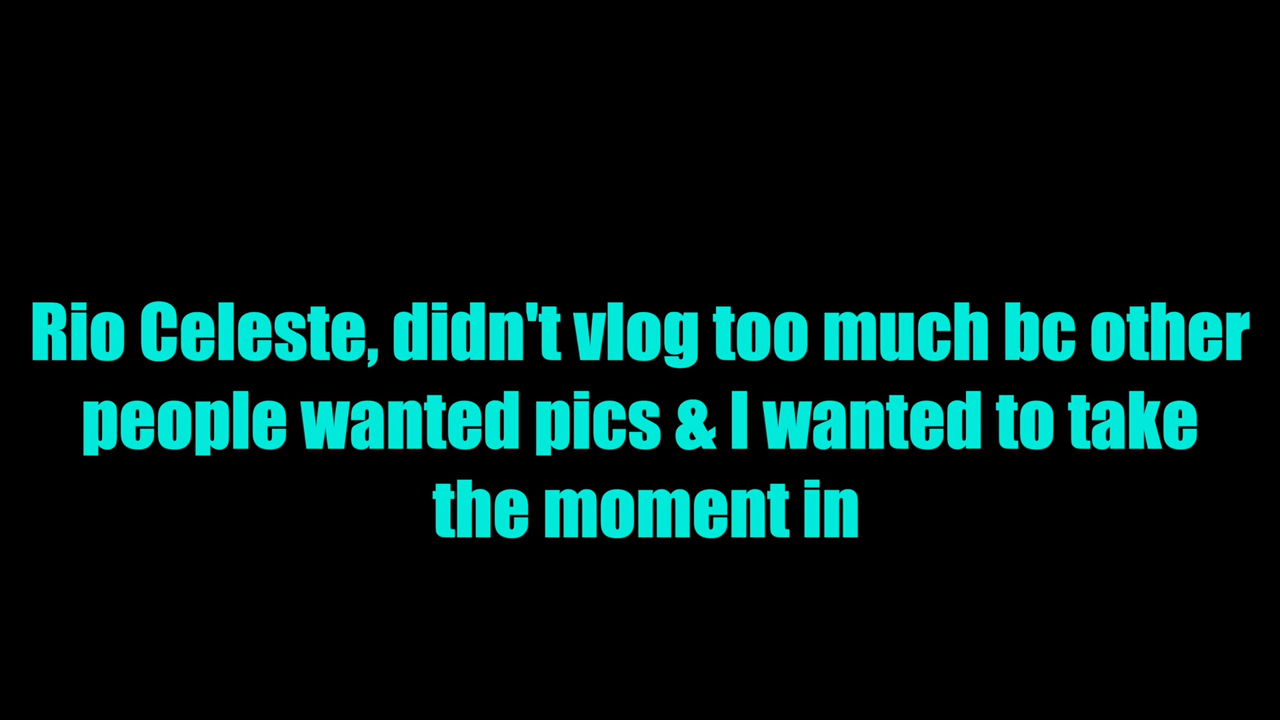 Rio Celeste, didn't vlog too much bc other
people wanted pics & I wanted to take
the moment in